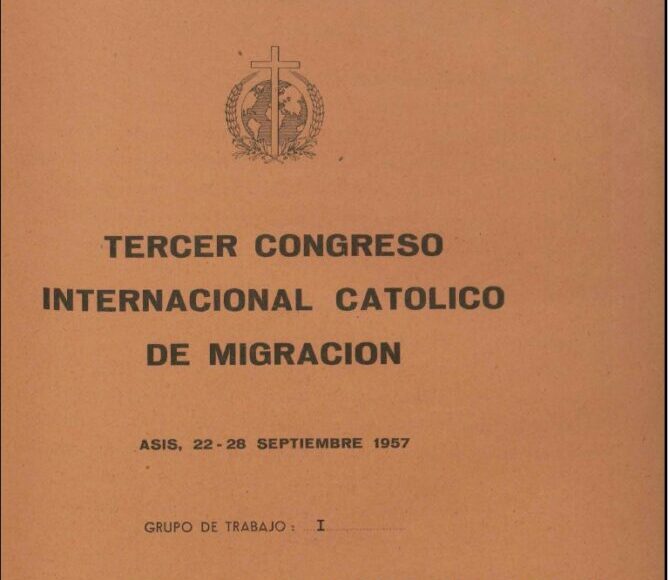 TERCER CONGRESO
INTERNACIONAL CATOLICO
DE MIGRACION
ASIS, 22-28 SEPTIEMBRE 1957
GRUPO DE TRABAJO: I